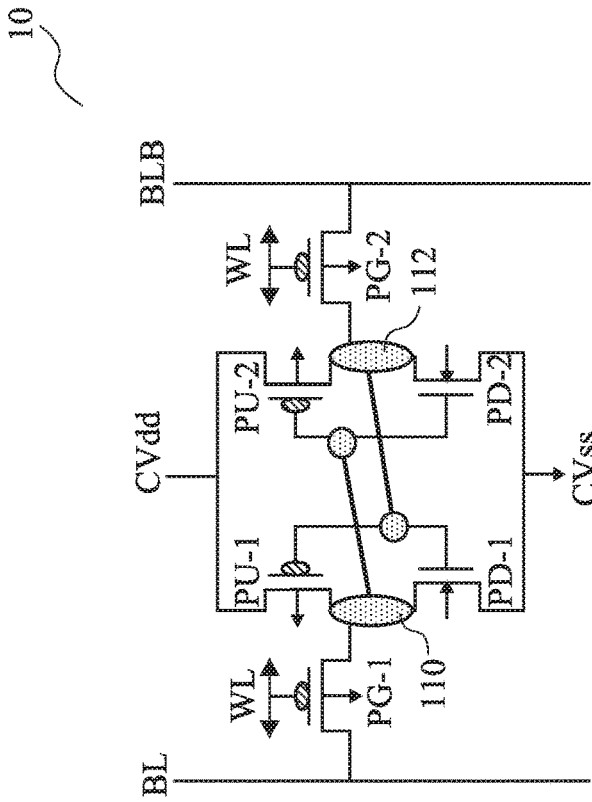 10
BL
BLB
CVdd
WL
WL
PU-1
PU-2
PG-1
PG-2
110
112
PD-1
PD-2
CVss